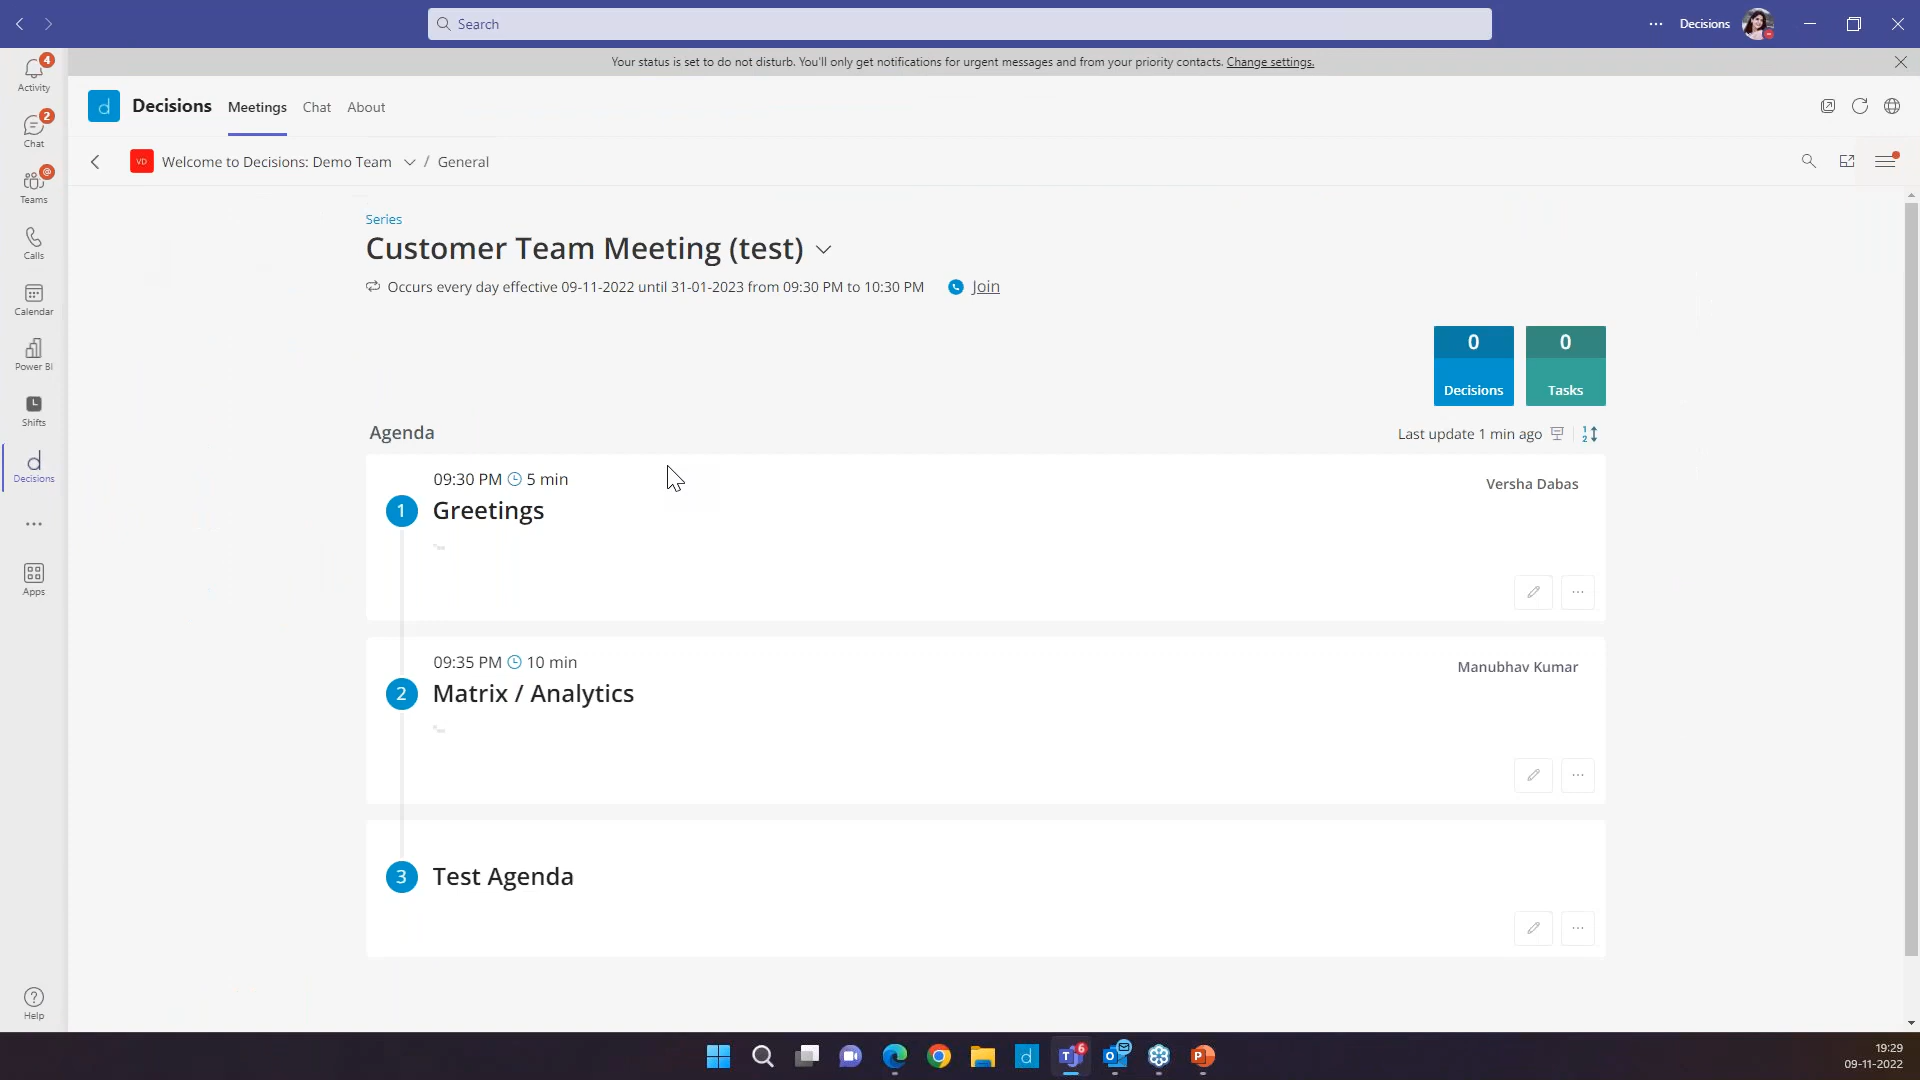 Search
Decisions
Your status is set to do not disturb. You'll only get notifications for urgent messages and from your priority contacts. Change settings.
4
Activity
2
Chat
@
Teams
Calls
Calendar
Power BI
Shifts
d
Decisions
Apps
Help
d
Decisions
Meetings
Chat
About
VD
Welcome to Decisions: Demo Team
/
General
Series
Customer Team Meeting (test)
Occurs every day effective 09-11-2022 until 31-01-2023 from 09:30 PM to 10:30 PM
Join
0
Decisions
0
Tasks
Agenda
Last update 1 min ago
09:30 PM 5 min
Versha Dabas
1
Greetings
09:35 PM 10 min
Manubhav Kumar
2
Matrix / Analytics
3
Test Agenda
19:29
09-11-2022